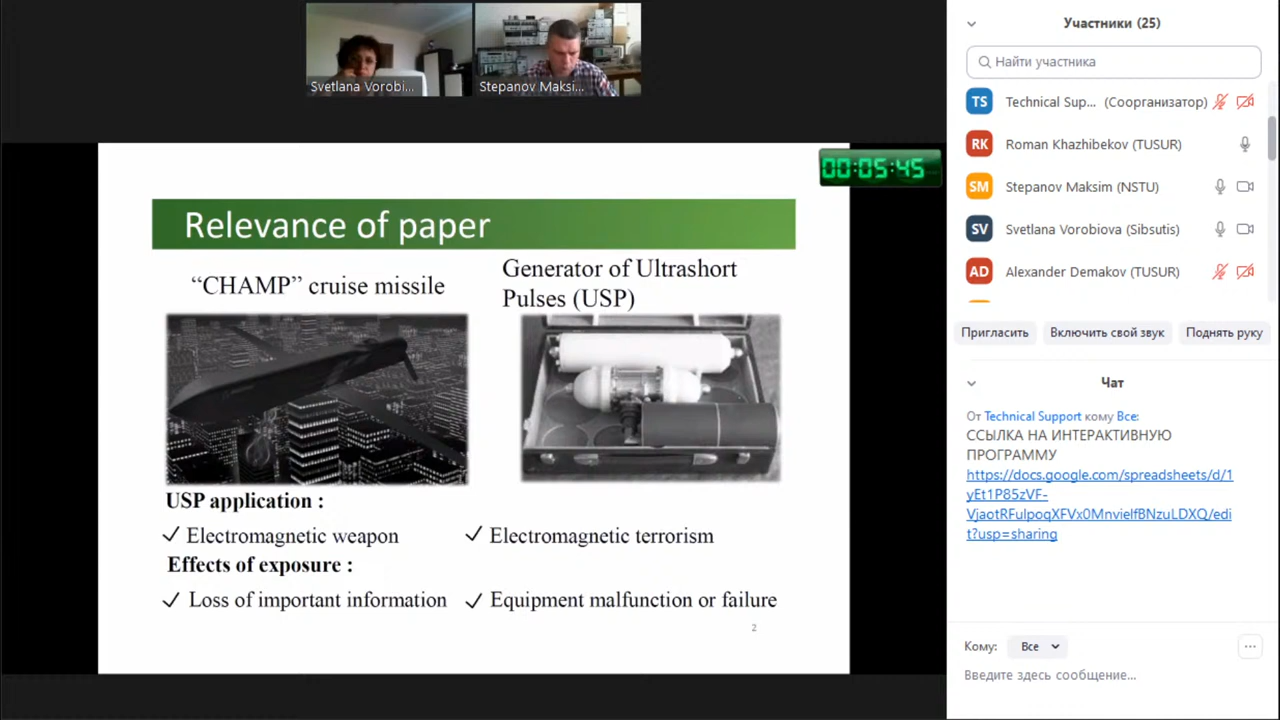 Svetlana Vorobi...
Stepanov Maksi...
00:05:45
Relevance of paper
“CHAMP” cruise missile
Generator of Ultrashort
Pulses (USP)
USP application :
✓ Electromagnetic weapon
✓ Electromagnetic terrorism
Effects of exposure :
✓ Loss of important information
✓ Equipment malfunction or failure
2
Участники (25)
Найти участника
TS Technical Sup... (Соорганизатор)
RK Roman Khazhibekov (TUSUR)
SM Stepanov Maksim (NSTU)
SV Svetlana Vorobiova (Sibsutis)
AD Alexander Demakov (TUSUR)
Пригласить Включить свой звук Поднять руку
Чат
От Technical Support кому Все:
ССЫЛКА НА ИНТЕРАКТИВНУЮ
ПРОГРАММУ
https://docs.google.com/spreadsheets/d/1
yEt1P85zVF-
VjaotRFulpoqXFVx0MnvielfBNzuLDXQ/edi
t?usp=sharing
Кому: Все
Введите здесь сообщение...